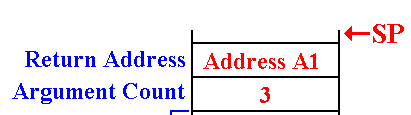 ←SP
Return Address Address A1
Argument Count 3